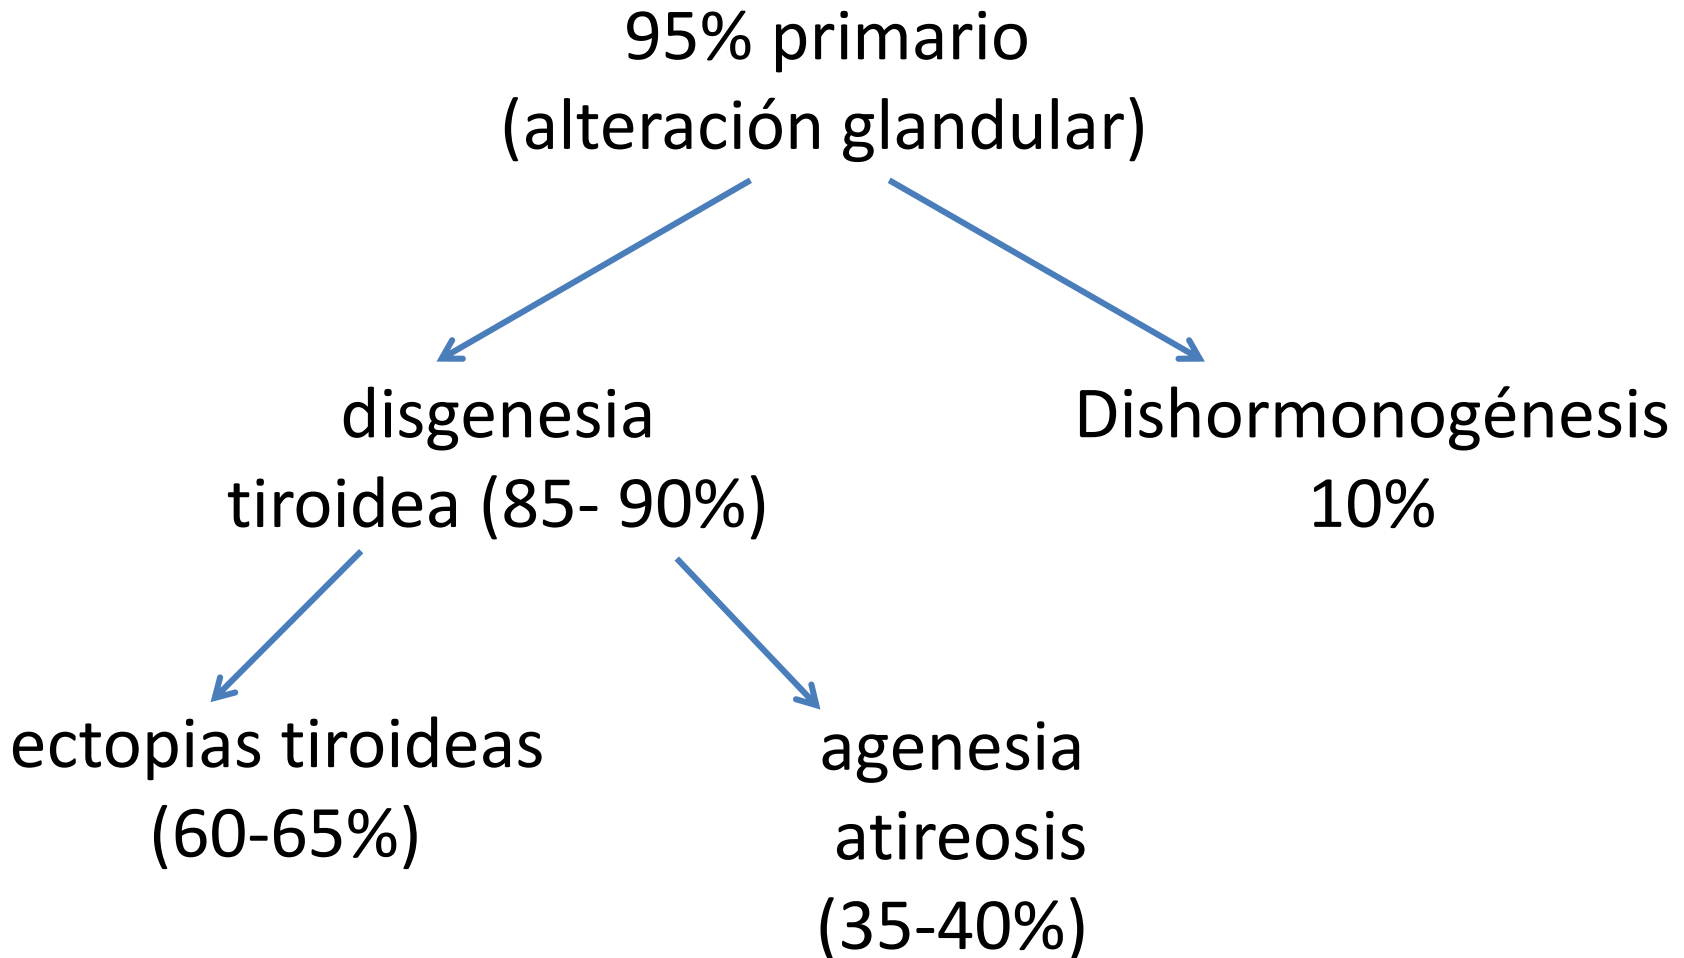 95% primario
(alteración glandular)
disgenesia
tiroidea (85- 90%)
Dishormonogénesis
10%
ectopias tiroideas
(60-65%)
agenesia
atireosis
(35-40%)